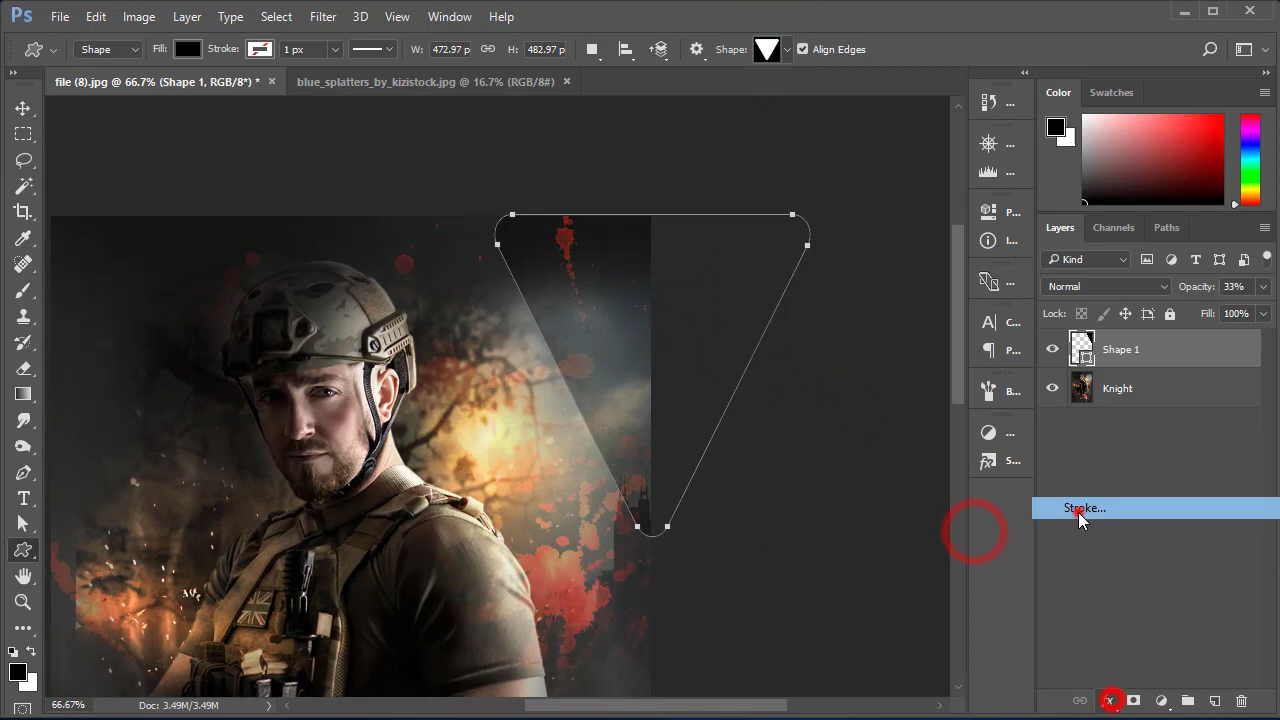 Ps File Edit Image Layer Type Select Filter 3D View Window Help
Shape Fill: Stroke: 1 px W: 472.97 p H: 482.97 p Shape: Align Edges
file (8).jpg @ 66.7% (Shape 1, RGB/8*) * × blue_splatters_by_kizistock.jpg @ 16.7% (RGB/8#) ×
Color Swatches
...
...
...
P...
I...
...
C...
P...
B...
...
S...
Layers Channels Paths
Kind
Normal Opacity: 33%
Lock: Fill: 100%
Shape 1
Knight
Stroke...
fx
66.67% Doc: 3.49M/3.49M